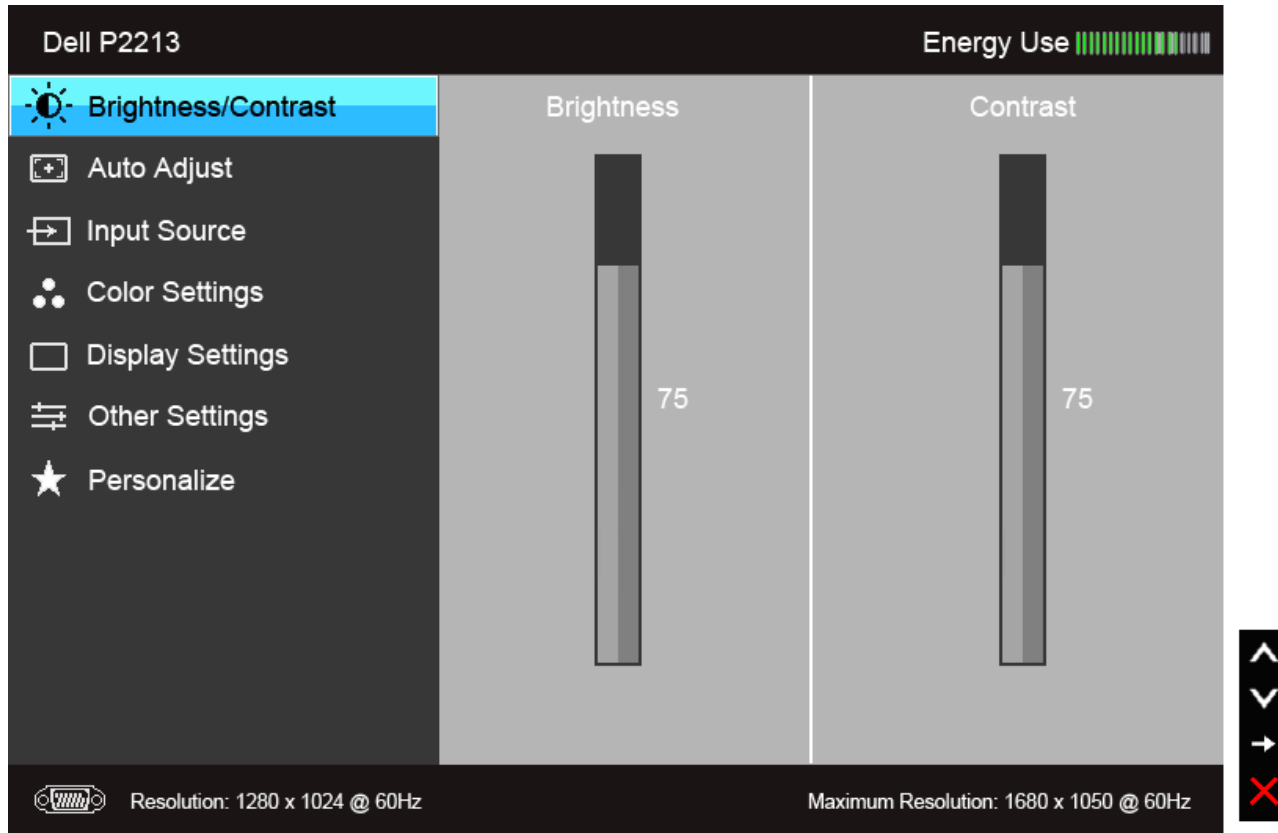 Dell P2213
Energy Use
Brightness/Contrast
Auto Adjust
Input Source
Color Settings
Display Settings
Other Settings
Personalize
Brightness
75
Contrast
75
Resolution: 1280 x 1024 @ 60Hz
Maximum Resolution: 1680 x 1050 @ 60Hz